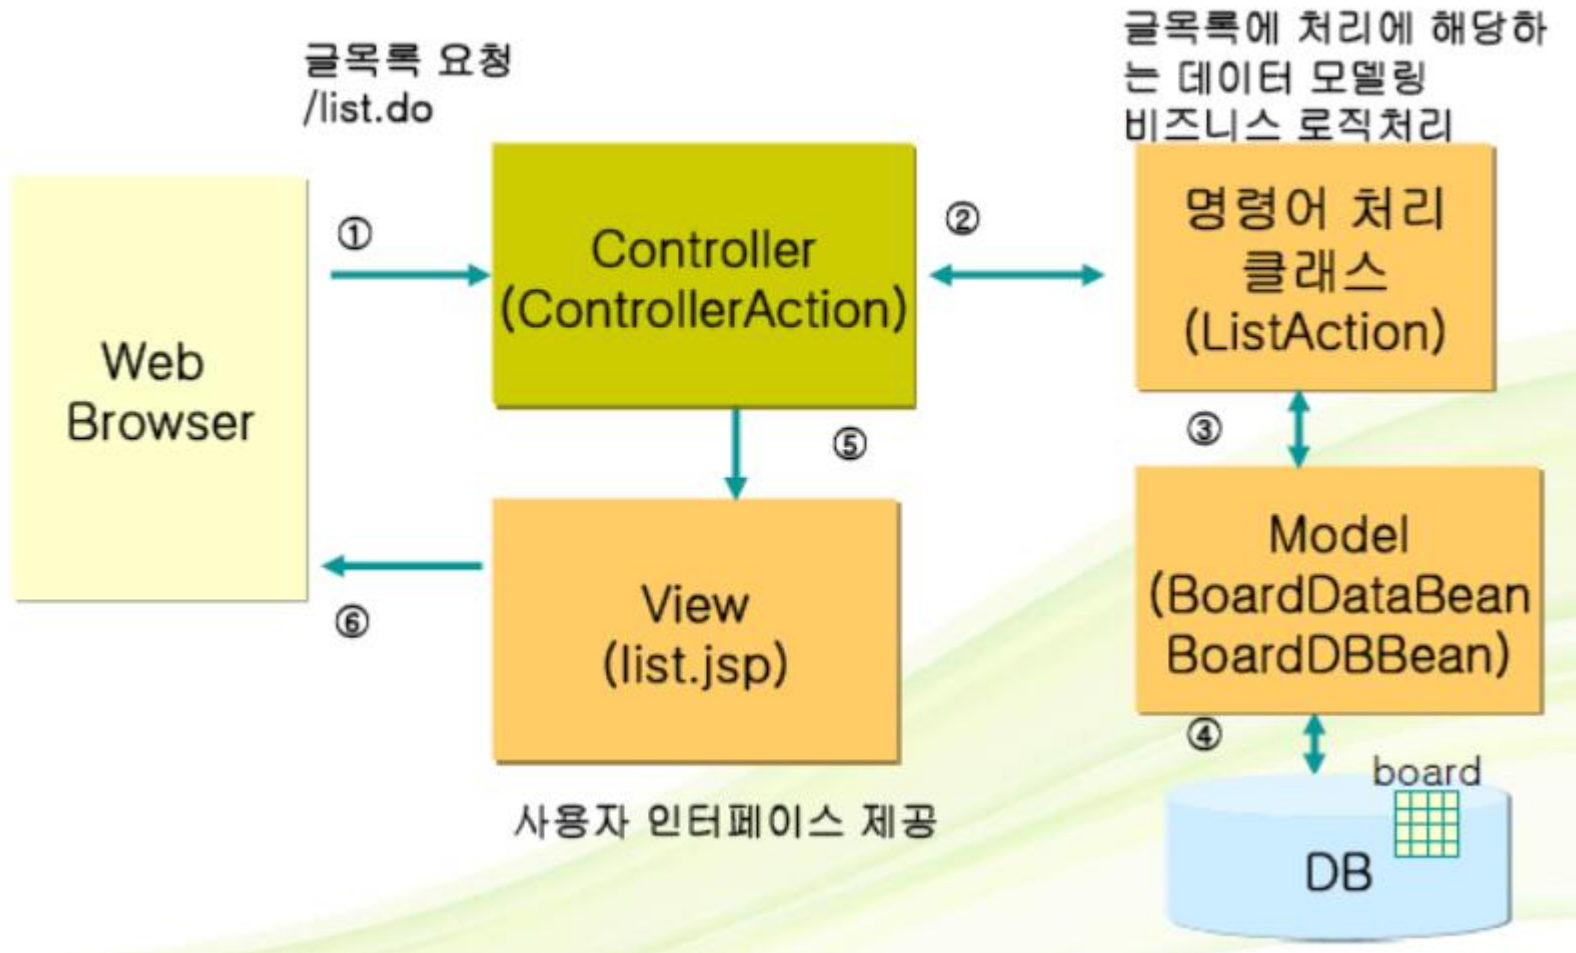 글목록 요청
/list.do
글목록에 처리에 해당하
는 데이터 모델링
비즈니스 로직처리
①
Controller
(ControllerAction)
②
명령어 처리
클래스
(ListAction)
Web
Browser
③
⑤
Model
(BoardDataBean
BoardDBBean)
View
(list.jsp)
⑥
④
board
DB
사용자 인터페이스 제공